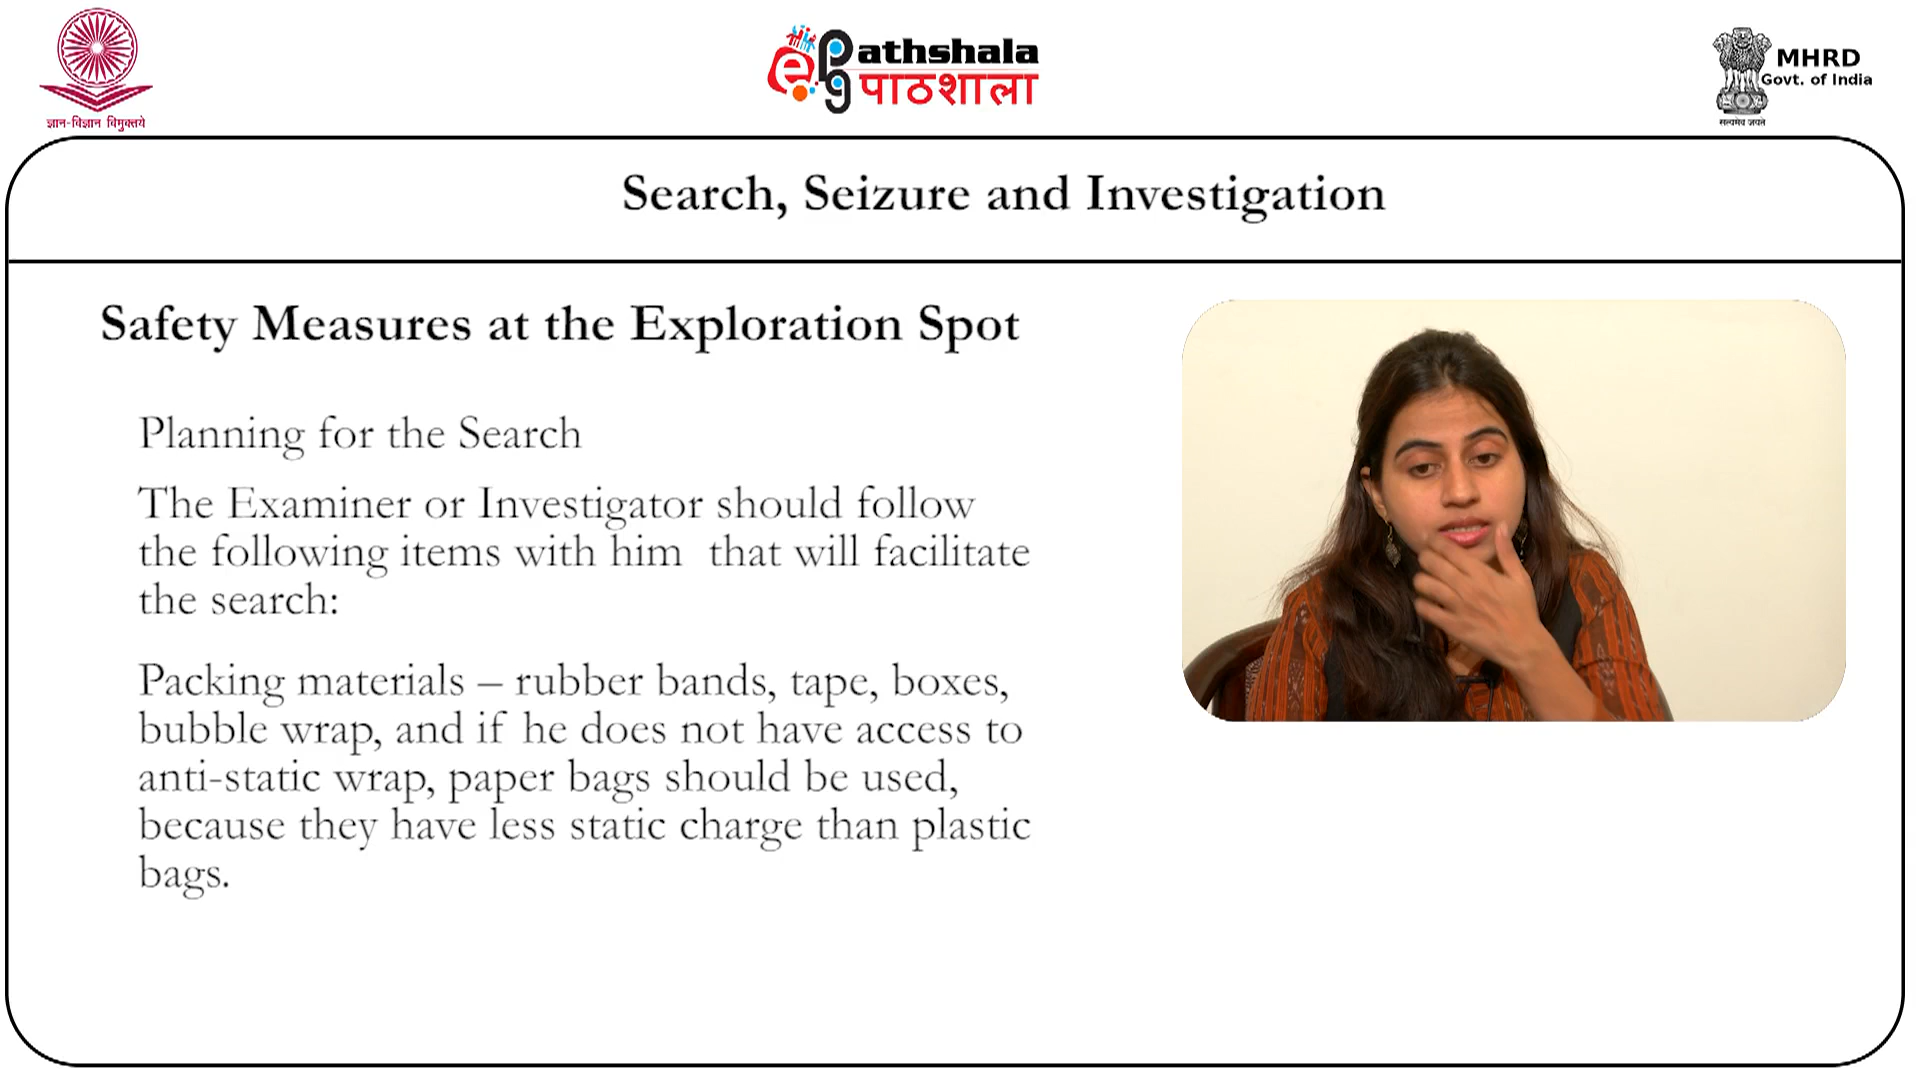 ज्ञान-विज्ञान विमुक्तये
e pg Pathshala
पाठशाला
MHRD
Govt. of India
सत्यमेव जयते
Search, Seizure and Investigation
Safety Measures at the Exploration Spot
Planning for the Search
The Examiner or Investigator should follow
the following items with him that will facilitate
the search:
Packing materials – rubber bands, tape, boxes,
bubble wrap, and if he does not have access to
anti-static wrap, paper bags should be used,
because they have less static charge than plastic
bags.